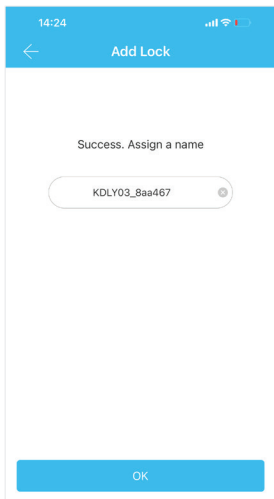 14:24
Add Lock
Success. Assign a name
KDLY03_8aa467
OK